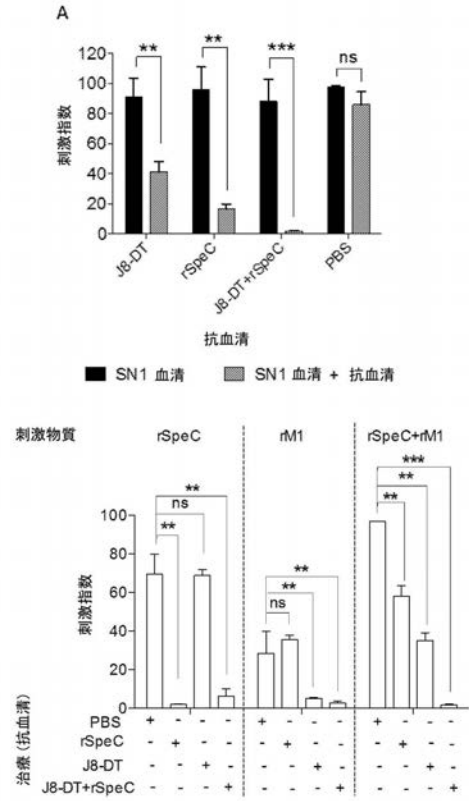 A
** ** *** ns
刺激指数
120
100
80
60
40
20
0
J8-DT rSpeC J8-DT+rSpeC PBS
抗血清
SN1 血清 SN1 血清 + 抗血清
刺激物質 rSpeC rM1 rSpeC+rM1
***
** ** **
ns ** **
** ns
刺激指数
100
80
60
40
20
0
治療 (抗血清)
PBS + - - - + - - - + - - -
rSpeC - + - - - + - - - + - -
J8-DT - - + - - - + - - - + -
J8-DT+rSpeC - - - + - - - + - - - +